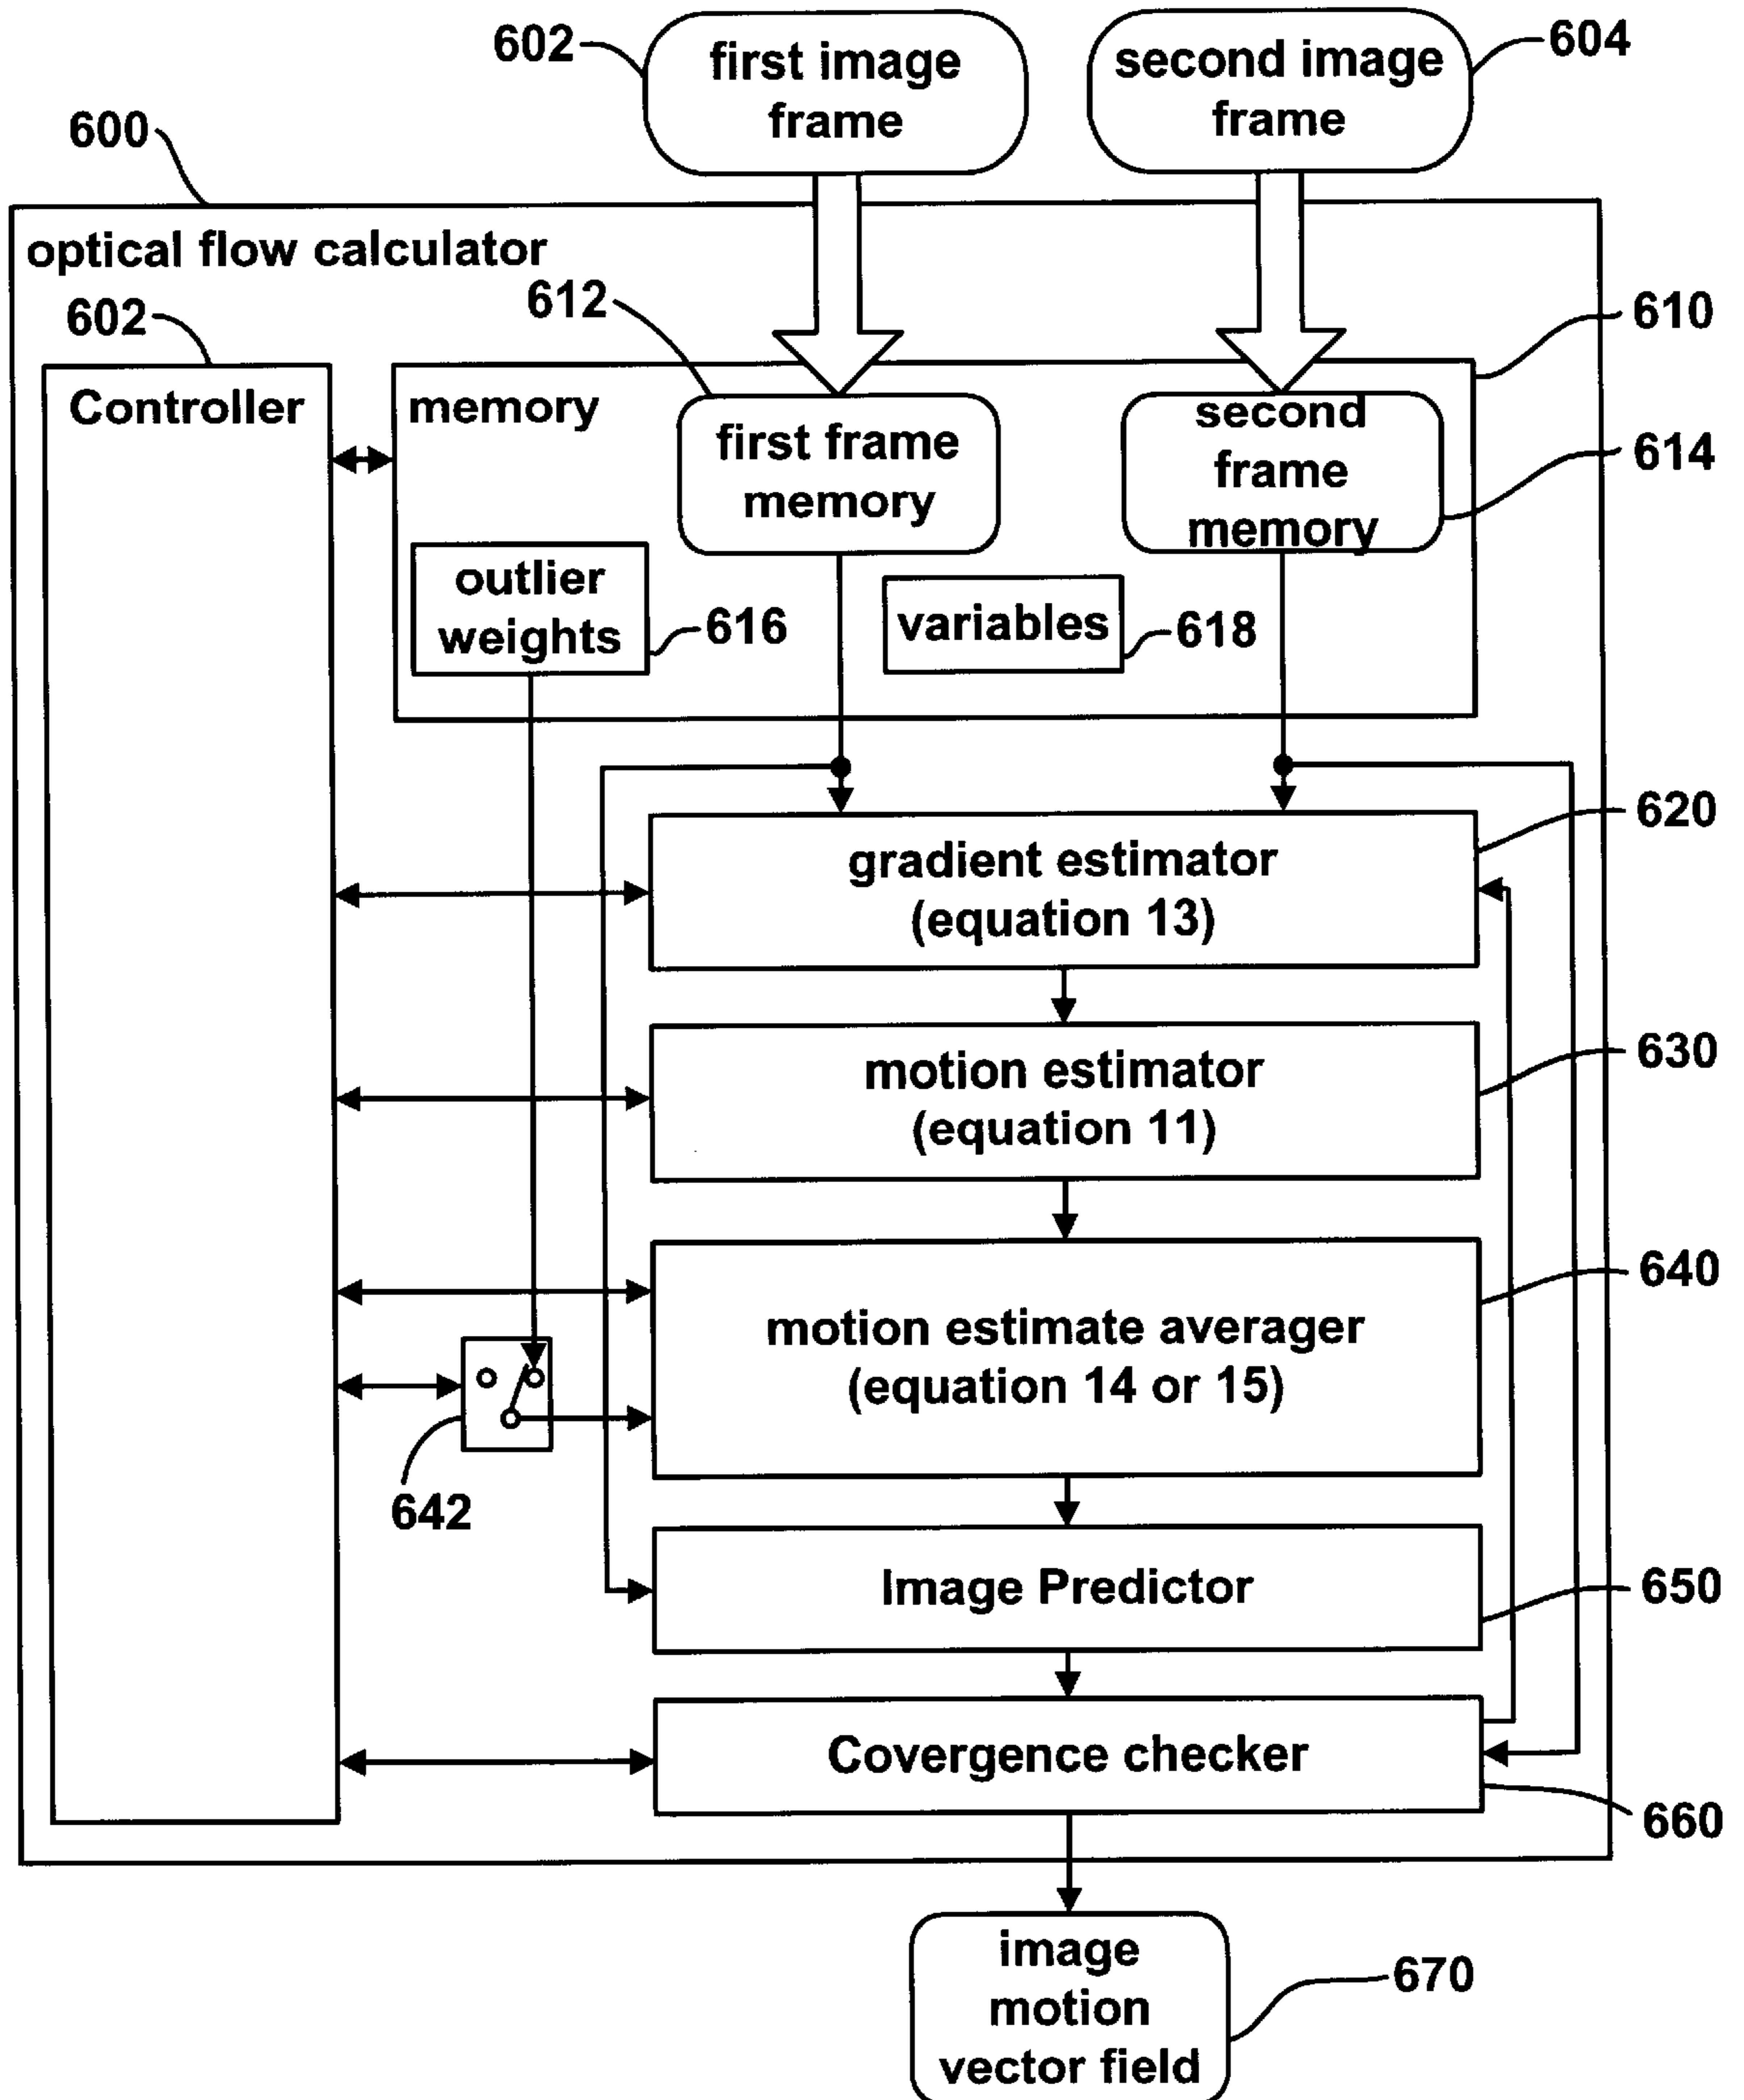 602
first image
frame
second image
frame
604
600
optical flow calculator
602
612
610
Controller
memory
first frame
memory
second
frame
memory
614
outlier
weights
616
variables
618
620
gradient estimator
(equation 13)
630
motion estimator
(equation 11)
640
motion estimate averager
(equation 14 or 15)
642
Image Predictor
650
Covergence checker
660
image
motion
vector field
670